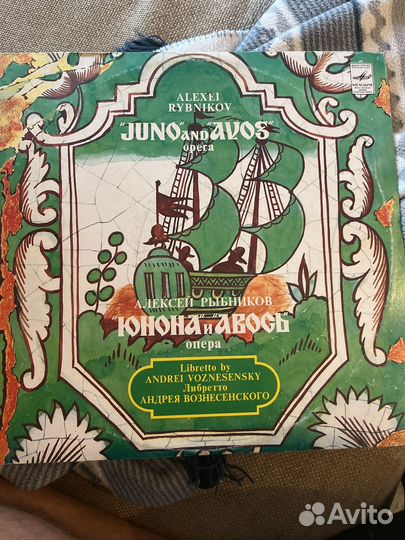 ALEXEI
RYBNIKOV
"JUNO" AND "AVOS"
opera
МЕЛОДИЯ
АЛЕКСЕЙ РЫБНИКОВ
"ЮНОНА" И "АВОСЬ"
опера
Libretto by
ANDREI VOZNESENSKY
Либретто
АНДРЕЯ ВОЗНЕСЕНСКОГО
Avito